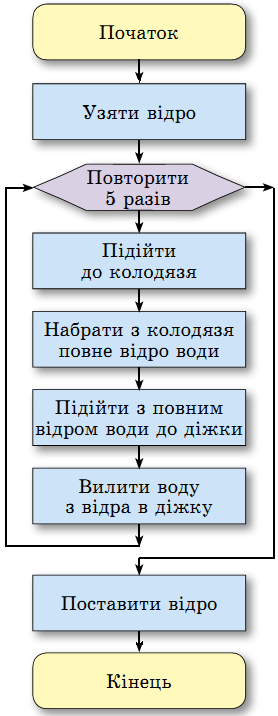 Початок
Узяти відро
Повторити
5 разів
Підійти
до колодязя
Набрати з колодязя
повне відро води
Підійти з повним
відром води до діжки
Вилити воду
з відра в діжку
Поставити відро
Кінець